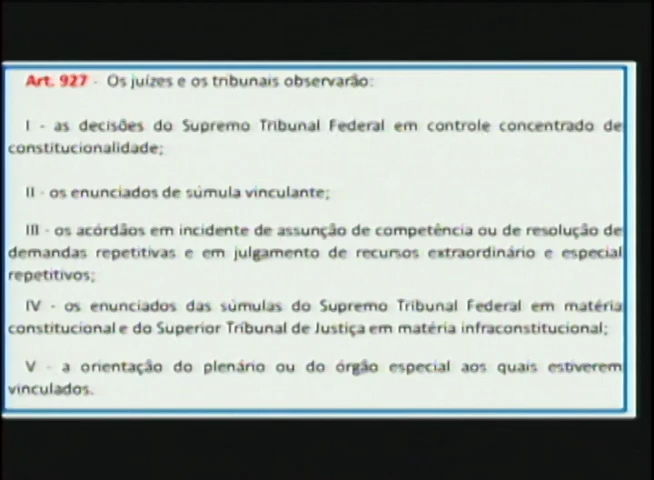 Art. 927 - Os juízes e os tribunais observarão:
I - as decisões do Supremo Tribunal Federal em controle concentrado de
constitucionalidade;
II - os enunciados de súmula vinculante;
III - os acórdãos em incidente de assunção de competência ou de resolução de
demandas repetitivas e em julgamento de recursos extraordinário e especial
repetitivos;
IV - os enunciados das súmulas do Supremo Tribunal Federal em matéria
constitucional e do Superior Tribunal de Justiça em matéria infraconstitucional;
V - a orientação do plenário ou do órgão especial aos quais estiverem
vinculados.